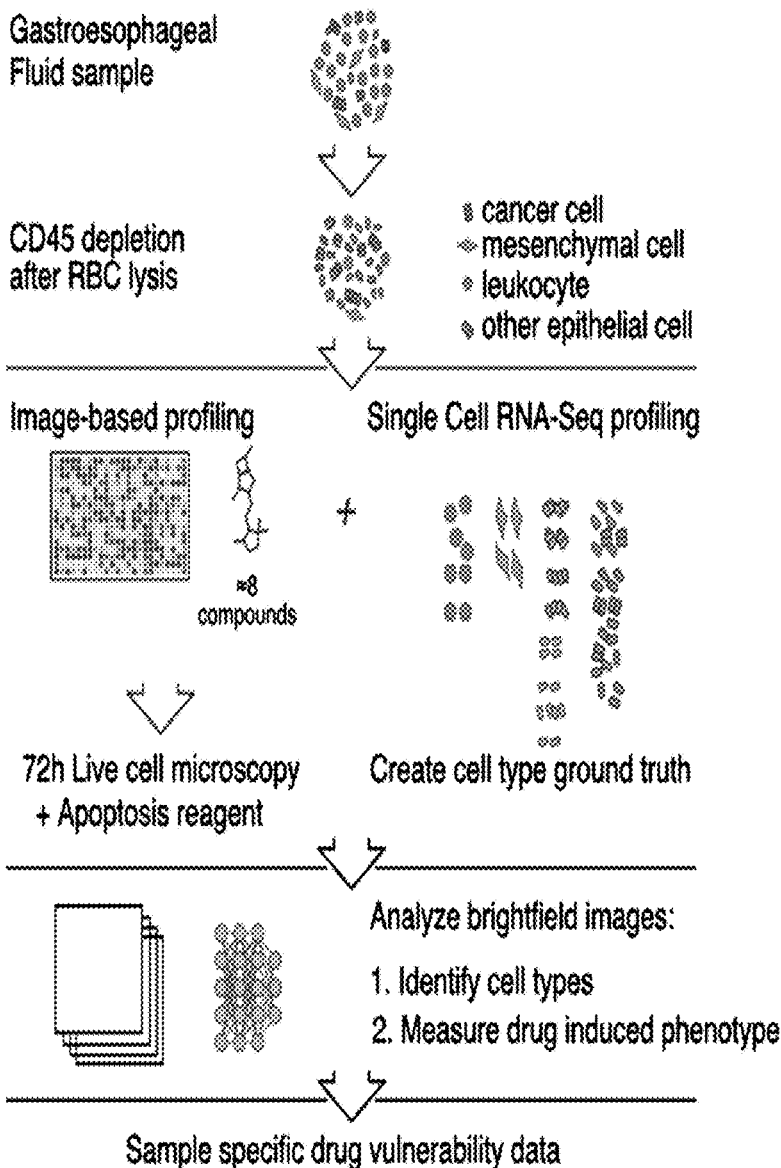 Gastroesophageal
Fluid sample
CD45 depletion
after RBC lysis
cancer cell
mesenchymal cell
leukocyte
other epithelial cell
Image-based profiling
Single Cell RNA-Seq profiling
+
≈8
compounds
72h Live cell microscopy
+ Apoptosis reagent
Create cell type ground truth
Analyze brightfield images:
1. Identify cell types
2. Measure drug induced phenotype
Sample specific drug vulnerability data